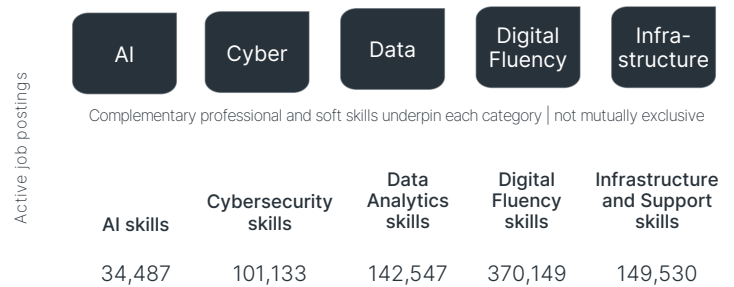 AI
Cyber
Data
Digital
Fluency
Infra-
structure
Complementary professional and soft skills underpin each category | not mutually exclusive
Active job postings
AI skills
Cybersecurity
skills
Data
Analytics
skills
Digital
Fluency
skills
Infrastructure
and Support
skills
34,487
101,133
142,547
370,149
149,530